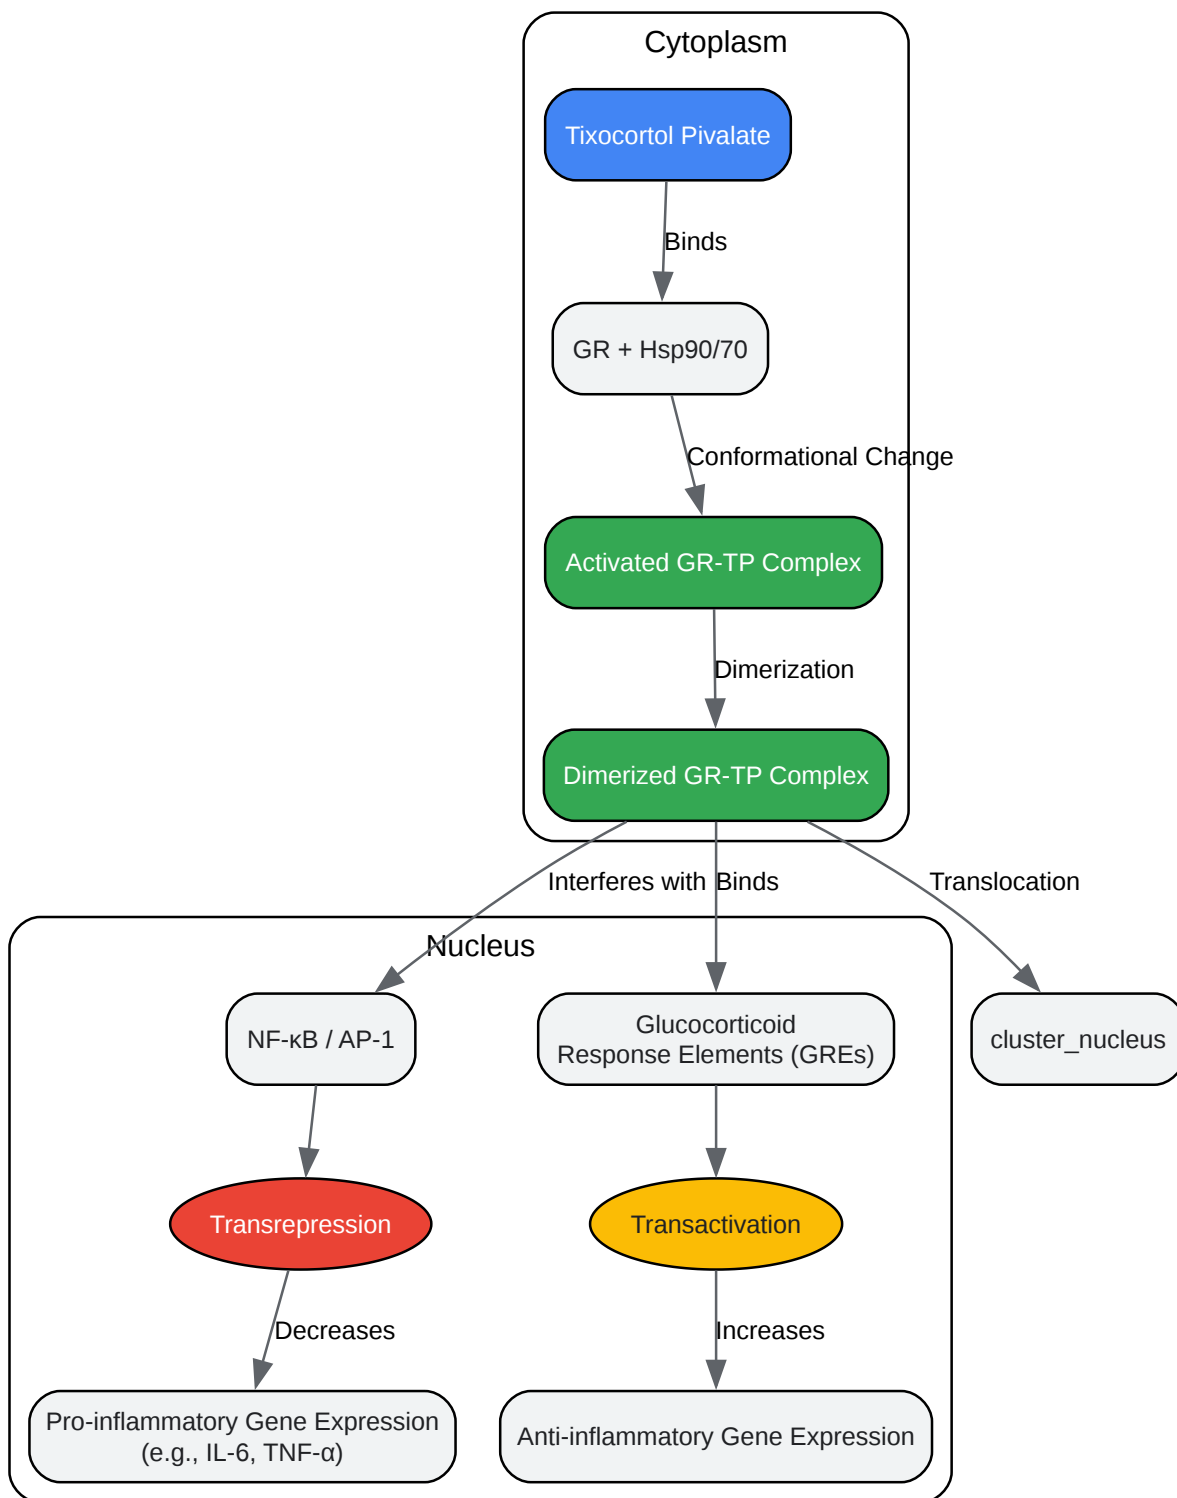 Cytoplasm
Tixocortol Pivalate
Binds
GR + Hsp90/70
Conformational Change
Activated GR-TP Complex
Dimerization
Dimerized GR-TP Complex
Interferes with
Binds
Translocation
Nucleus
NF-κB / AP-1
Glucocorticoid
Response Elements (GREs)
cluster_nucleus
Transrepression
Transactivation
Decreases
Increases
Pro-inflammatory Gene Expression
(e.g., IL-6, TNF-α)
Anti-inflammatory Gene Expression